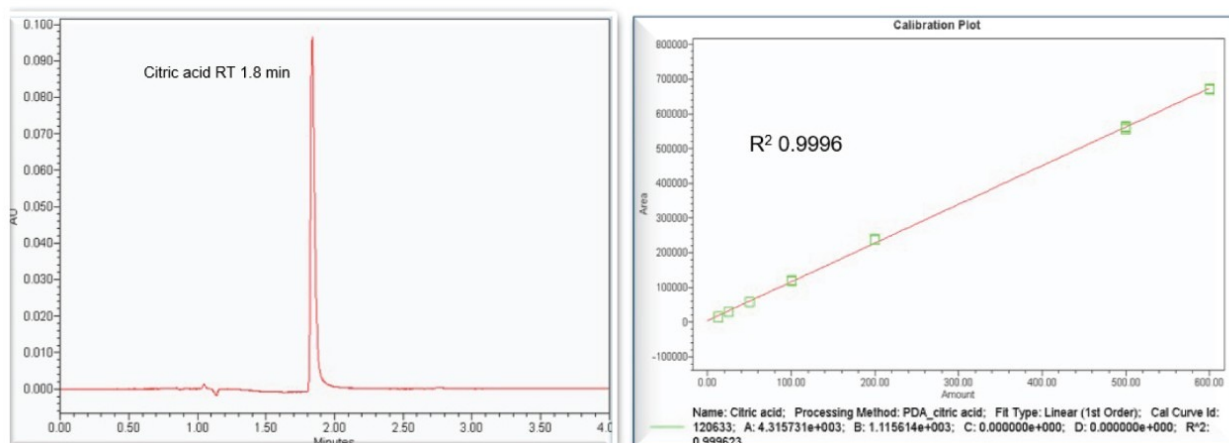 0.100
0.090
Citric acid RT 1.8 min
0.080
0.070
0.060
0.050
AU
0.040
0.030
0.020
0.010
0.000
0.00 0.50 1.00 1.50 2.00 2.50 3.00 3.50 4.0
Minutes
Calibration Plot
800000
700000
600000
R² 0.9996
500000
400000
Area
300000
200000
100000
0
-100000
0.00 100.00 200.00 300.00 400.00 500.00 600.00
Amount
Name: Citric acid; Processing Method: PDA_citric acid; Fit Type: Linear (1st Order); Cal Curve Id:
120633; A: 4.315731e+003; B: 1.115614e+003; C: 0.000000e+000; D: 0.000000e+000; R^2:
0.999623